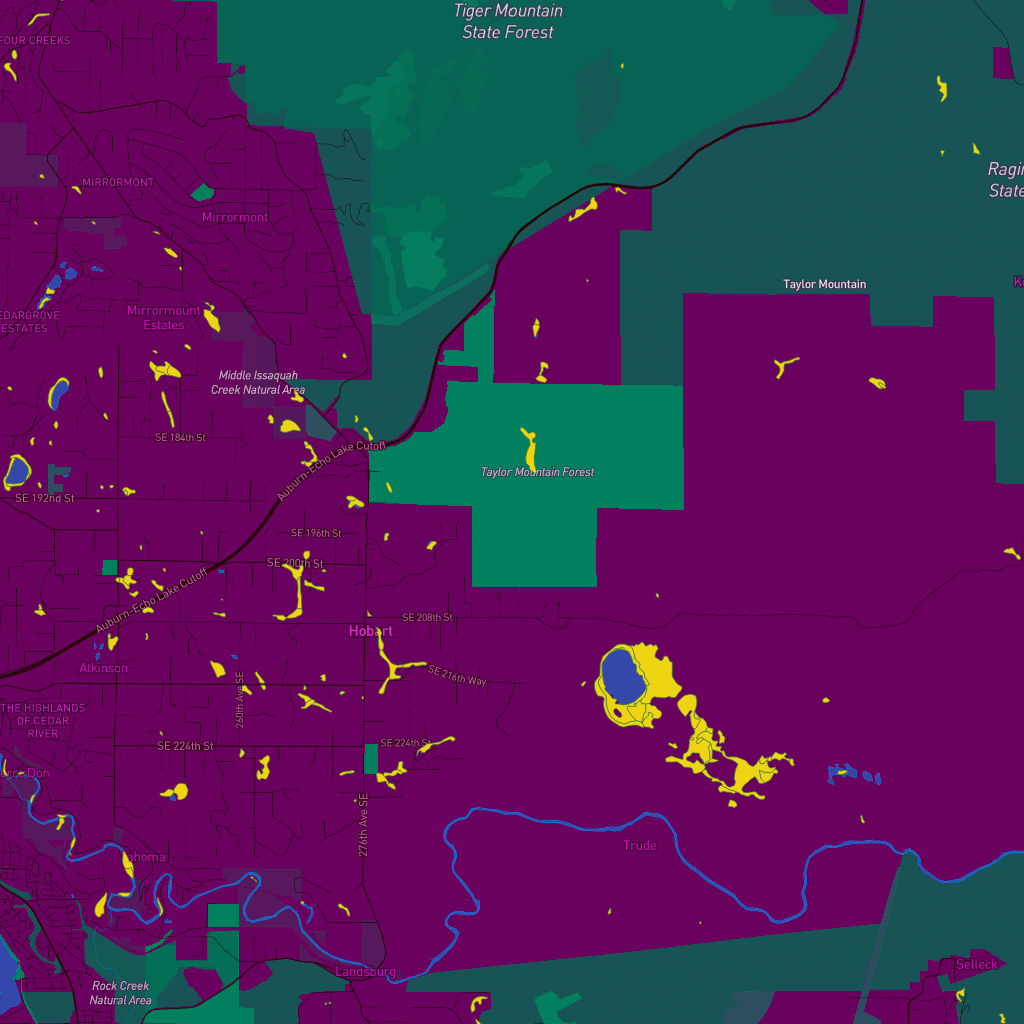 Tiger Mountain
State Forest
FOUR CREEKS
MIRRORMONT
Mirrormont
Taylor Mountain
Mirrormount
Estates
EDARGROVE
ESTATES
Middle Issaquah
Creek Natural Area
SE 184th St
Auburn-Echo Lake Cutoff
Taylor Mountain Forest
SE 192nd St
SE 196th St
SE 200th St
Auburn-Echo Lake Cutoff
SE 208th St
Hobart
Atkinson
SE 216th Way
260th Ave SE
THE HIGHLANDS
OF CEDAR
RIVER
SE 224th St
SE 224th St
276th Ave SE
Trude
Tahoma
Landsburg
Selleck
Rock Creek
Natural Area